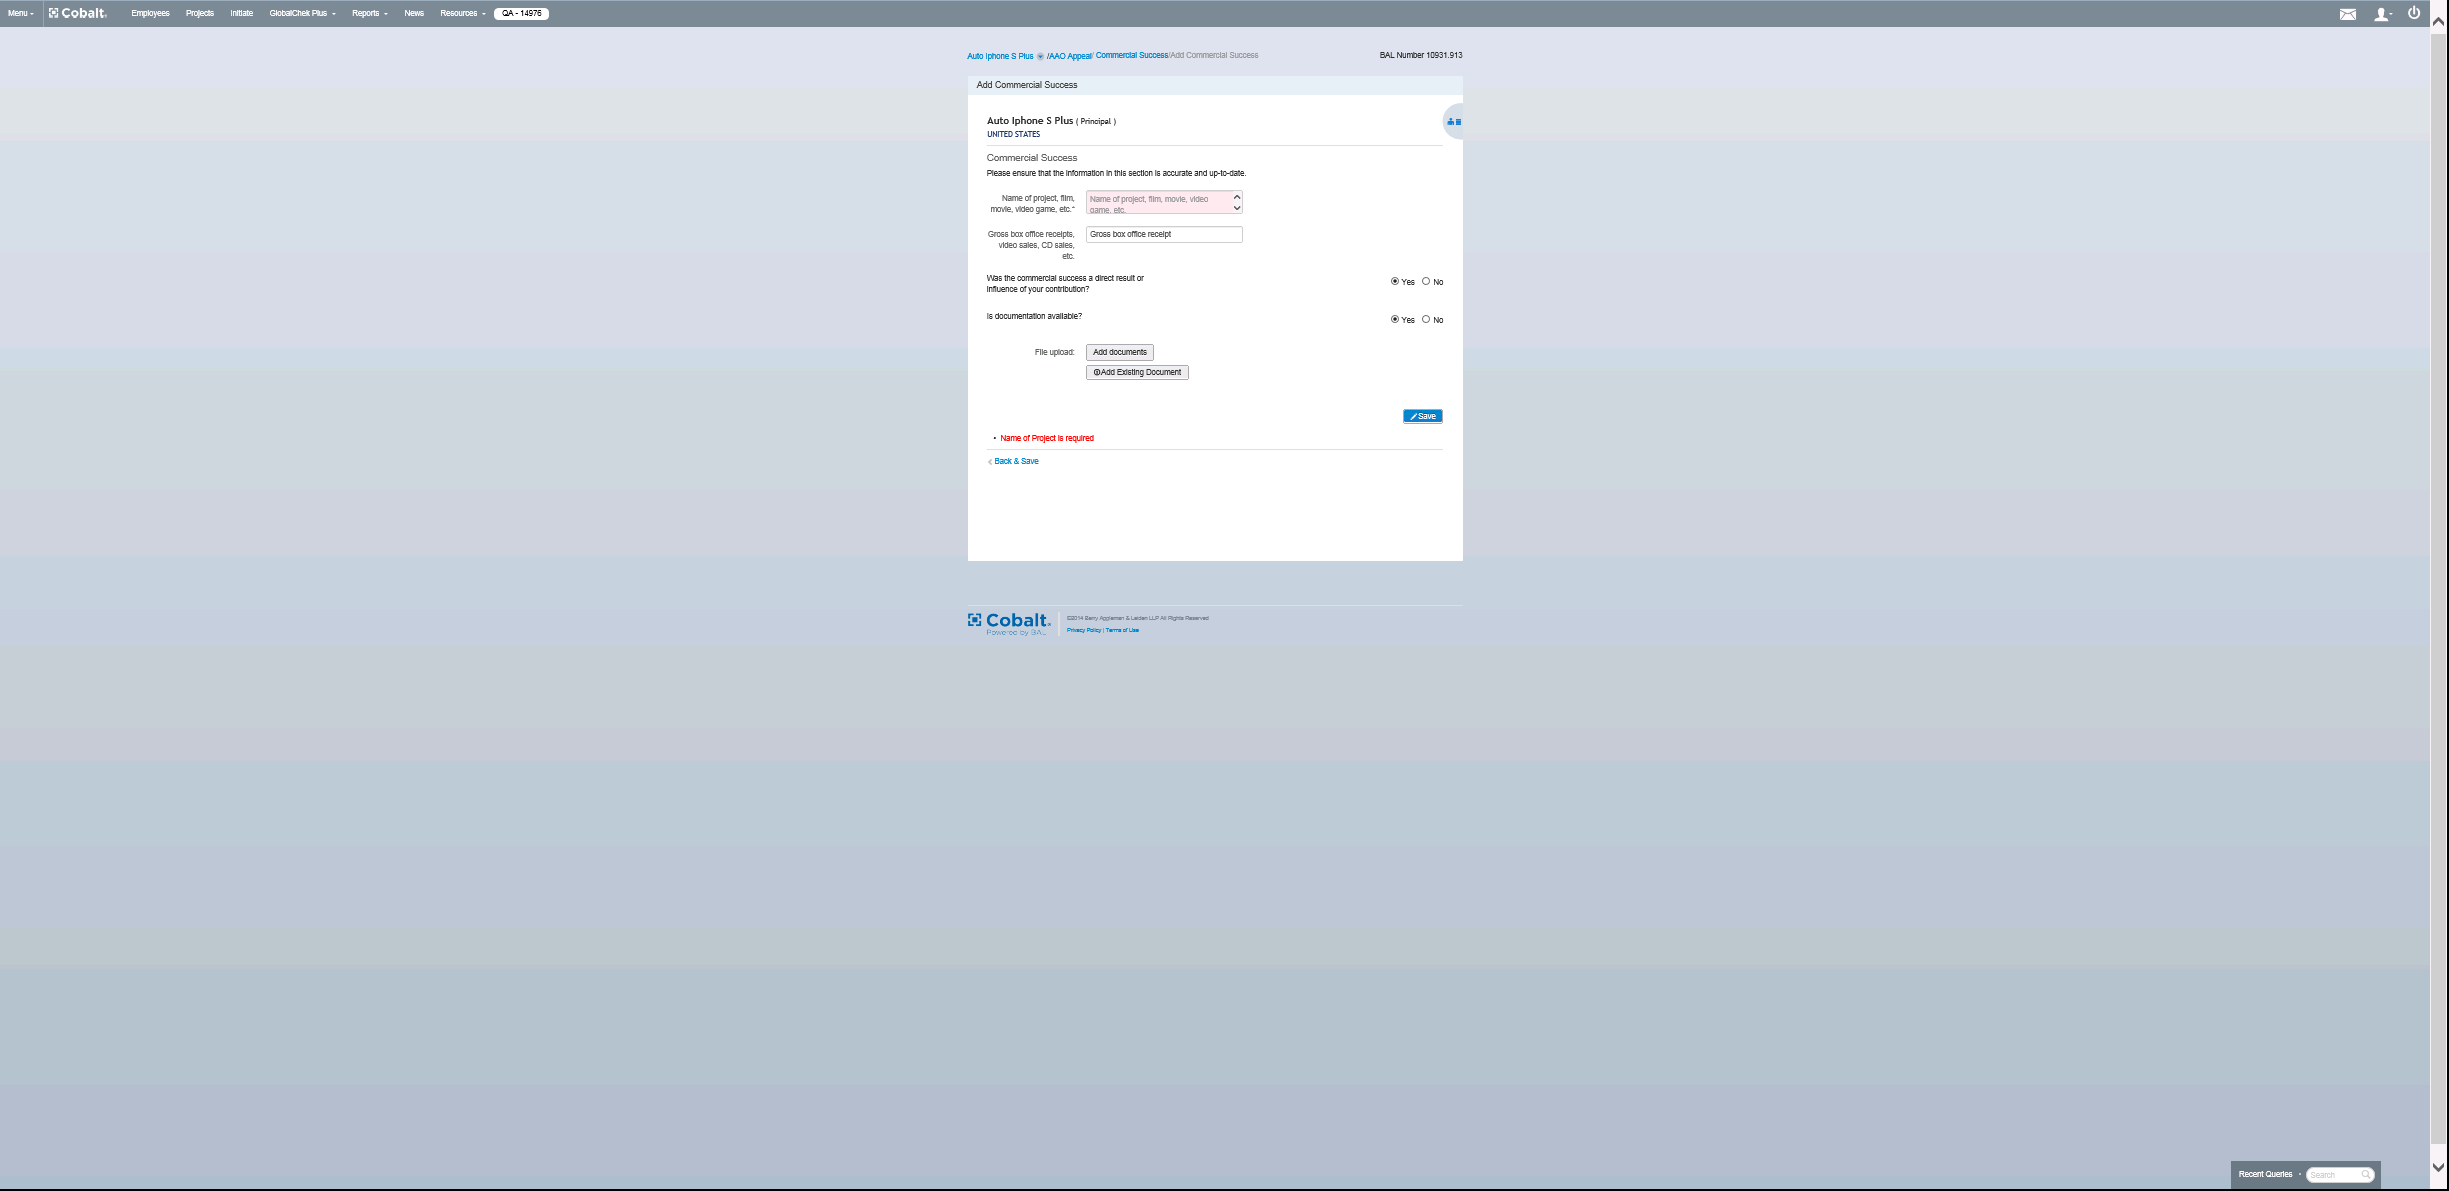 Menu Cobalt. Employees Projects Initiate GlobalChek Plus Reports News Resources QA - 14976
Auto Iphone S Plus /AAO Appeal/ Commercial Success/Add Commercial Success BAL Number 10931.913
Add Commercial Success
Auto Iphone S Plus ( Principal )
UNITED STATES
Commercial Success
Please ensure that the information in this section is accurate and up-to-date.
Name of project, film,
movie, video game, etc.*
Name of project, film, movie, video
game, etc.
Gross box office receipts,
video sales, CD sales,
etc.
Gross box office receipt
Was the commercial success a direct result or
influence of your contribution?
Yes No
Is documentation available?
Yes No
File upload: Add documents
Add Existing Document
Save
• Name of Project is required
Back & Save
Cobalt.
Powered by BAL
©2014 Berry Appleman & Leiden LLP All Rights Reserved
Privacy Policy | Terms of Use
Recent Queries Search